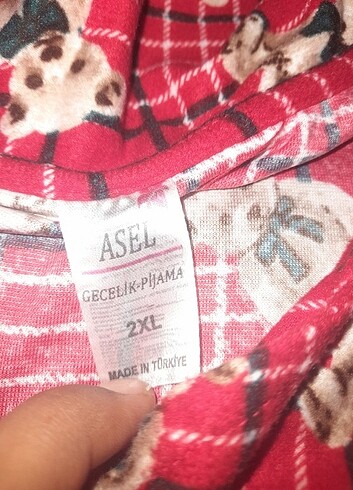 ASEL
GECELİK-PİJAMA
2XL
MADE IN TÜRKİYE